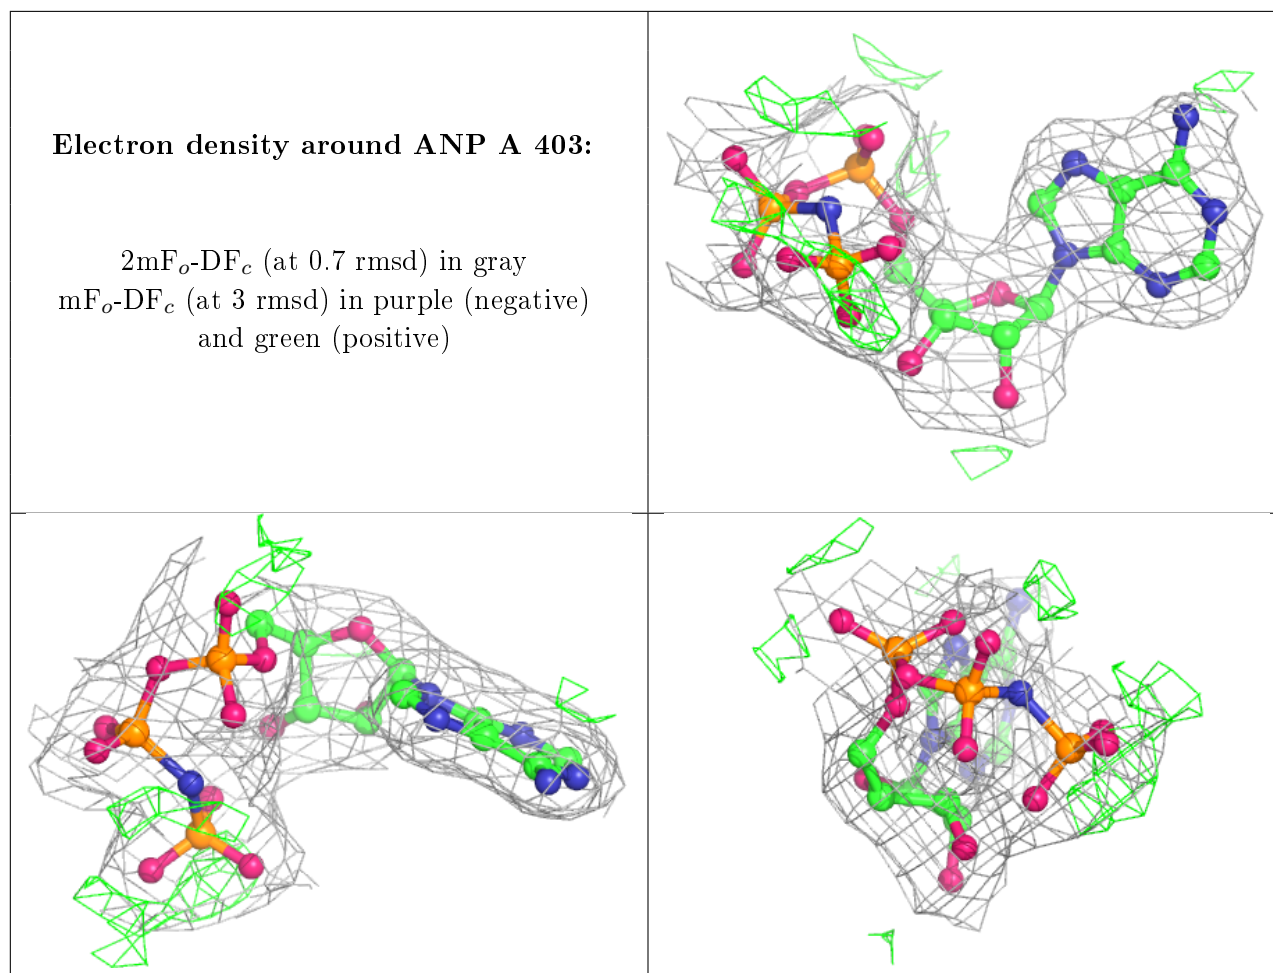 Electron density around ANP A 403:
2mFₒ-DF𝒸 (at 0.7 rmsd) in gray
mFₒ-DF𝒸 (at 3 rmsd) in purple (negative)
and green (positive)